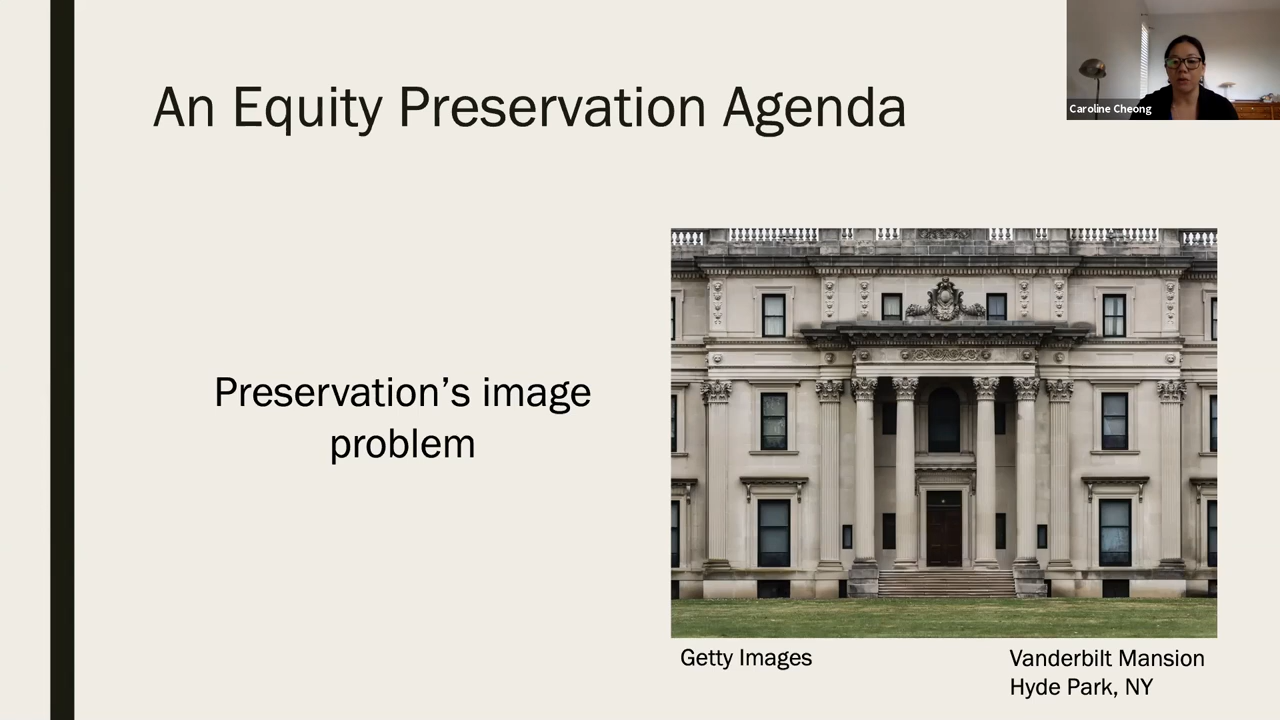 An Equity Preservation Agenda
Caroline Cheong
Preservation’s image
problem
Getty Images
Vanderbilt Mansion
Hyde Park, NY